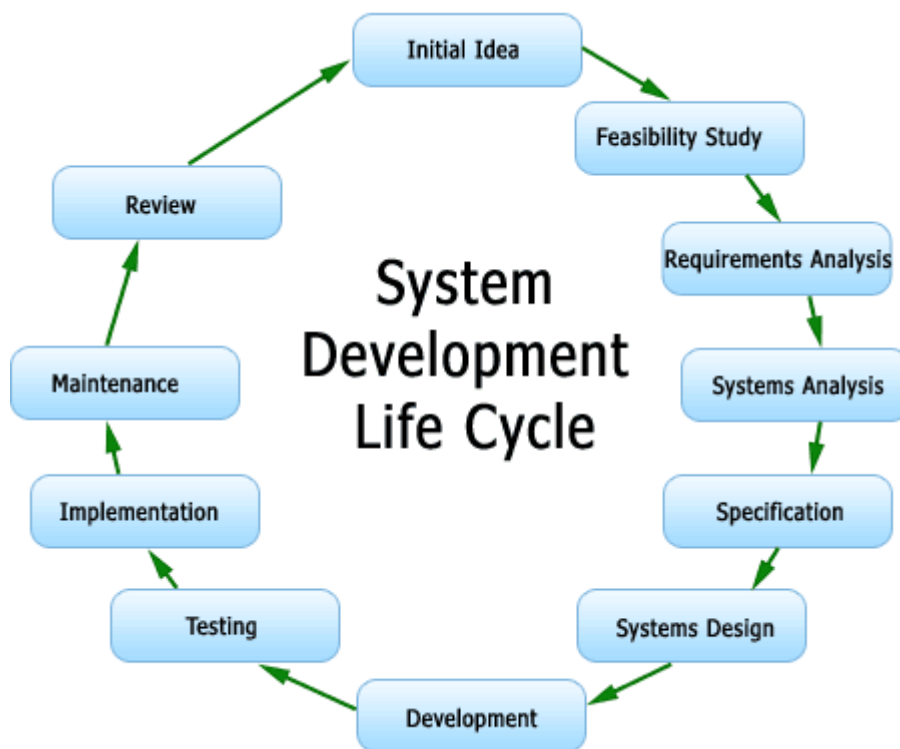 Initial Idea
Feasibility Study
Requirements Analysis
Systems Analysis
Specification
Systems Design
Development
Testing
Implementation
Maintenance
Review
System
Development
Life Cycle